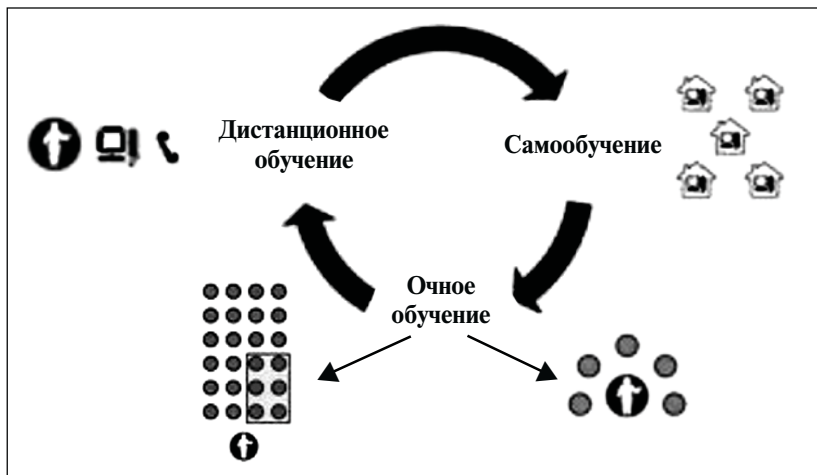 Дистанционное
обучение
Самообучение
Очное
обучение